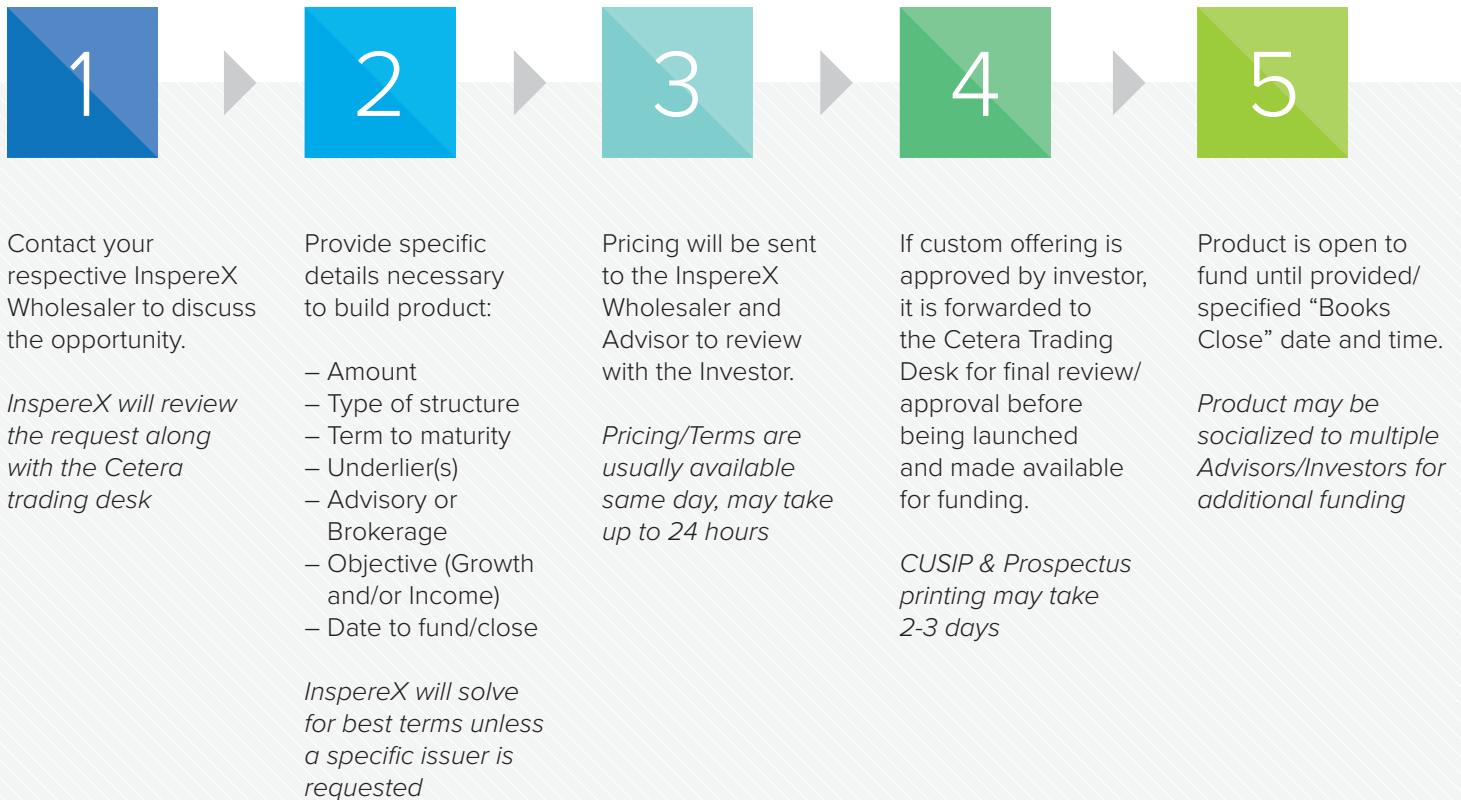 1
2
3
4
5
Contact your
respective InspereX
Wholesaler to discuss
the opportunity.
InspereX will review
the request along
with the Cetera
trading desk
Provide specific
details necessary
to build product:
– Amount
– Type of structure
– Term to maturity
– Underlier(s)
– Advisory or
Brokerage
– Objective (Growth
and/or Income)
– Date to fund/close
InspereX will solve
for best terms unless
a specific issuer is
requested
Pricing will be sent
to the InspereX
Wholesaler and
Advisor to review
with the Investor.
Pricing/Terms are
usually available
same day, may take
up to 24 hours
If custom offering is
approved by investor,
it is forwarded to
the Cetera Trading
Desk for final review/
approval before
being launched
and made available
for funding.
CUSIP & Prospectus
printing may take
2-3 days
Product is open to
fund until provided/
specified “Books
Close” date and time.
Product may be
socialized to multiple
Advisors/Investors for
additional funding